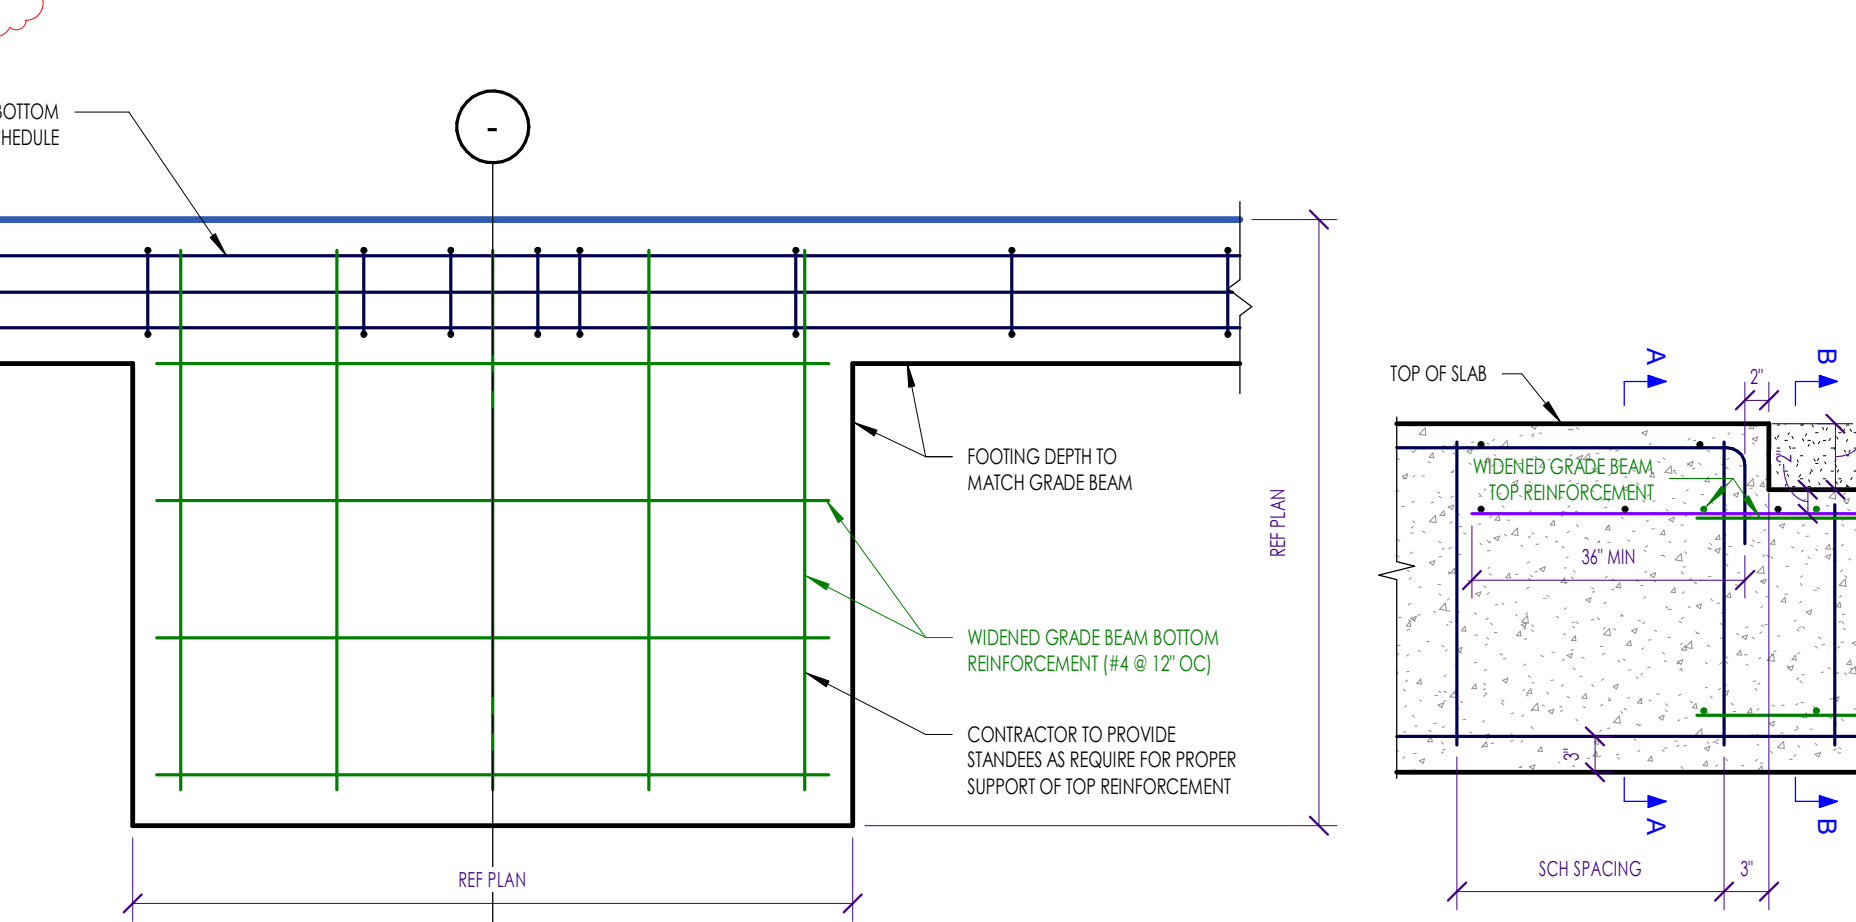 BOTTOM
HEDULE
-
FOOTING DEPTH TO
MATCH GRADE BEAM
REF PLAN
WIDENED GRADE BEAM BOTTOM
REINFORCEMENT (#4 @ 12" OC)
CONTRACTOR TO PROVIDE
STANDEES AS REQUIRE FOR PROPER
SUPPORT OF TOP REINFORCEMENT
REF PLAN
TOP OF SLAB
A
B
2"
WIDENED GRADE BEAM
TOP REINFORCEMENT
2"
36" MIN
3"
A
B
SCH SPACING
3"